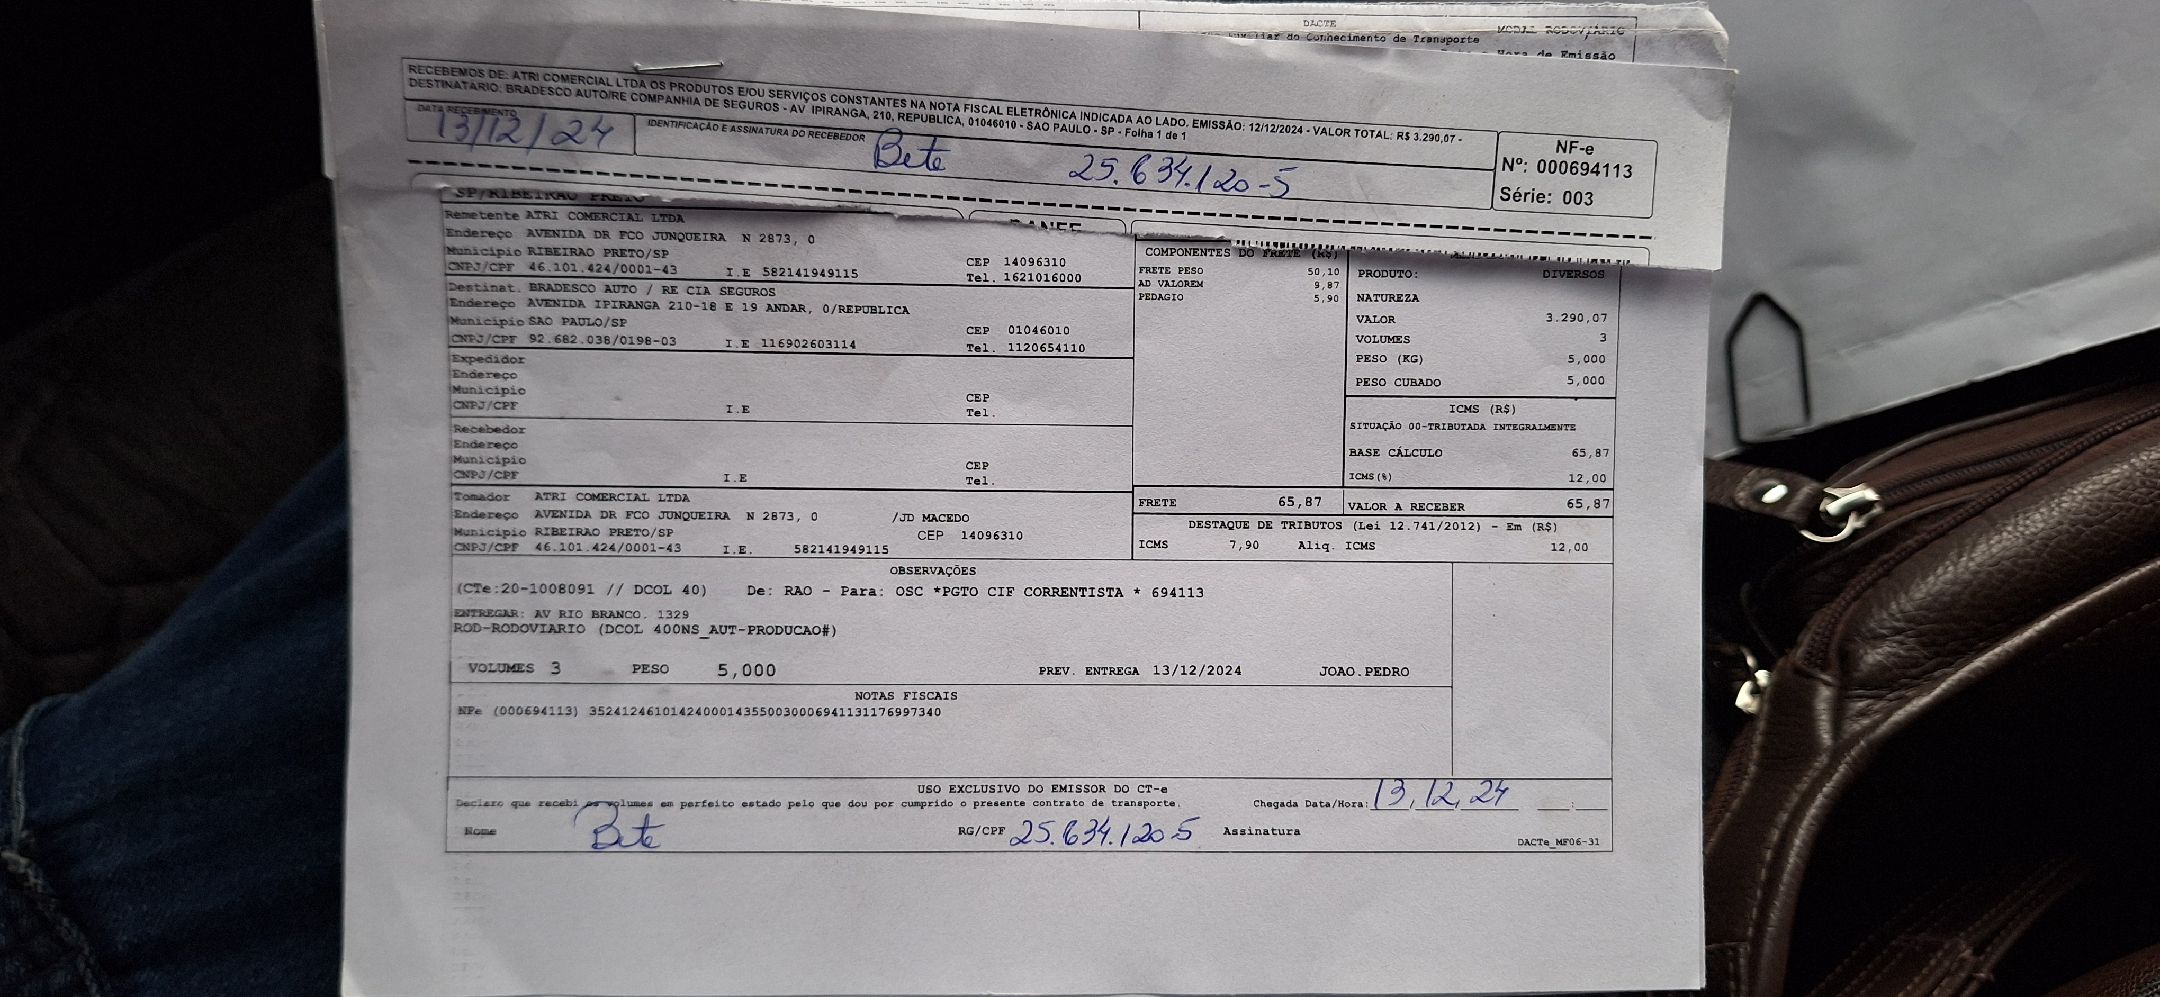 DACTE
MODAL RODOVIÁRIO
do Conhecimento de Transporte
Hora de Emissão
RECEBEMOS DE: ATRI COMERCIAL LTDA OS PRODUTOS E/OU SERVIÇOS CONSTANTES NA NOTA FISCAL ELETRÔNICA INDICADA AO LADO. EMISSÃO: 12/12/2024 - VALOR TOTAL: R$ 3.290,07 -
DESTINATÁRIO: BRADESCO AUTO/RE COMPANHIA DE SEGUROS - AV IPIRANGA, 210, REPUBLICA, 01046010 - SAO PAULO - SP - Folha 1 de 1
DATA RECEBIMENTO
13/12/24
IDENTIFICAÇÃO E ASSINATURA DO RECEBEDOR
Bete 25.634.120-5
NF-e
Nº: 000694113
Série: 003
SP/RIBEIRAO PRETO
DANFE
Remetente ATRI COMERCIAL LTDA
Endereço AVENIDA DR FCO JUNQUEIRA N 2873, 0
Municipio RIBEIRAO PRETO/SP CEP 14096310
CNPJ/CPF 46.101.424/0001-43 I.E 582141949115 Tel. 1621016000
Destinat. BRADESCO AUTO / RE CIA SEGUROS
Endereço AVENIDA IPIRANGA 210-18 E 19 ANDAR, 0/REPUBLICA
Municipio SAO PAULO/SP CEP 01046010
CNPJ/CPF 92.682.038/0198-03 I.E 116902603114 Tel. 1120654110
Expedidor
Endereço
Municipio CEP
CNPJ/CPF I.E Tel.
Recebedor
Endereço
Municipio CEP
CNPJ/CPF I.E Tel.
Tomador ATRI COMERCIAL LTDA
Endereço AVENIDA DR FCO JUNQUEIRA N 2873, 0 /JD MACEDO
Municipio RIBEIRAO PRETO/SP CEP 14096310
CNPJ/CPF 46.101.424/0001-43 I.E. 582141949115
COMPONENTES DO FRETE (R$)
FRETE PESO 50,10
AD VALOREM 9,87
PEDAGIO 5,90
PRODUTO: DIVERSOS
NATUREZA
VALOR 3.290,07
VOLUMES 3
PESO (KG) 5,000
PESO CUBADO 5,000
ICMS (R$)
SITUAÇÃO 00-TRIBUTADA INTEGRALMENTE
BASE CÁLCULO 65,87
ICMS(%) 12,00
FRETE 65,87 VALOR A RECEBER 65,87
DESTAQUE DE TRIBUTOS (Lei 12.741/2012) - Em (R$)
ICMS 7,90 Aliq. ICMS 12,00
OBSERVAÇÕES
(CTe:20-1008091 // DCOL 40) De: RAO - Para: OSC *PGTO CIF CORRENTISTA * 694113
ENTREGAR: AV RIO BRANCO. 1329
ROD-RODOVIARIO (DCOL 400NS_AUT-PRODUCAO#)
VOLUMES 3 PESO 5,000 PREV. ENTREGA 13/12/2024 JOAO.PEDRO
NOTAS FISCAIS
NFe (000694113) 35241246101424000143550030006941131176997340
USO EXCLUSIVO DO EMISSOR DO CT-e
Declaro que recebi os volumes em perfeito estado pelo que dou por cumprido o presente contrato de transporte. Chegada Data/Hora: 13,12,24 __:__
Nome Bete RG/CPF 25.634.120-5 Assinatura
DACTe_MF06-31